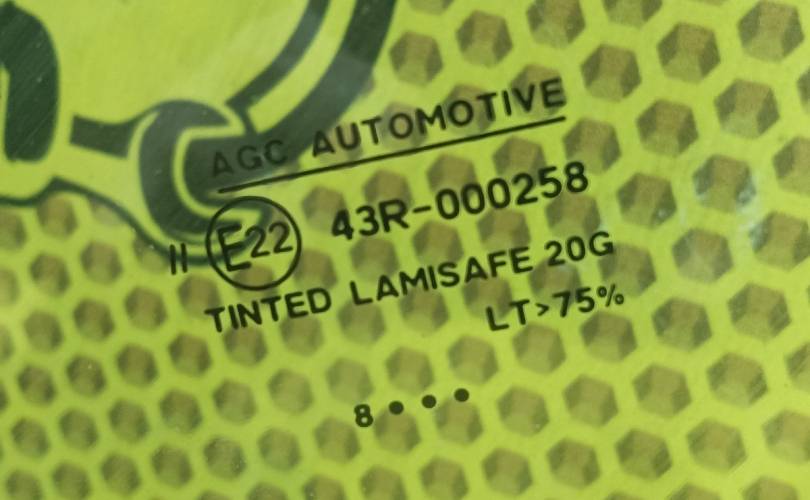 AGC AUTOMOTIVE
II E22 43R-000258
TINTED LAMISAFE 20G
LT>75%
8 • • •